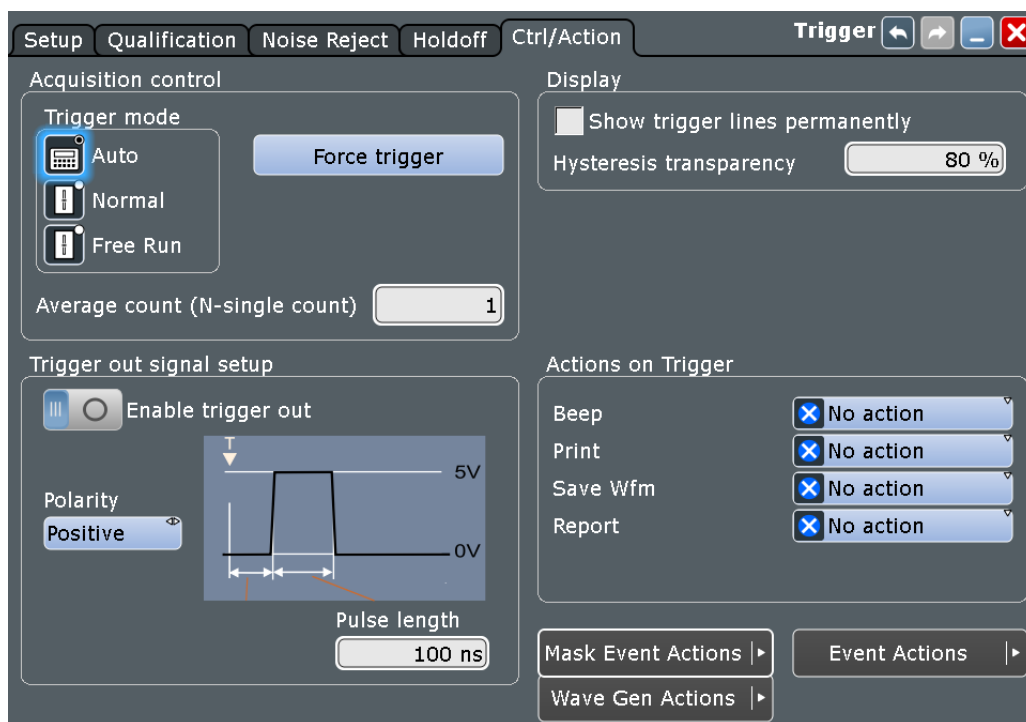 Setup Qualification Noise Reject Holdoff Ctrl/Action Trigger
Acquisition control
Trigger mode
Auto
Force trigger
Normal
Free Run
Average count (N-single count) 1
Display
Show trigger lines permanently
Hysteresis transparency 80 %
Trigger out signal setup
Enable trigger out
T
5V
Polarity
Positive
0V
Pulse length
100 ns
Actions on Trigger
Beep No action
Print No action
Save Wfm No action
Report No action
Mask Event Actions Event Actions
Wave Gen Actions